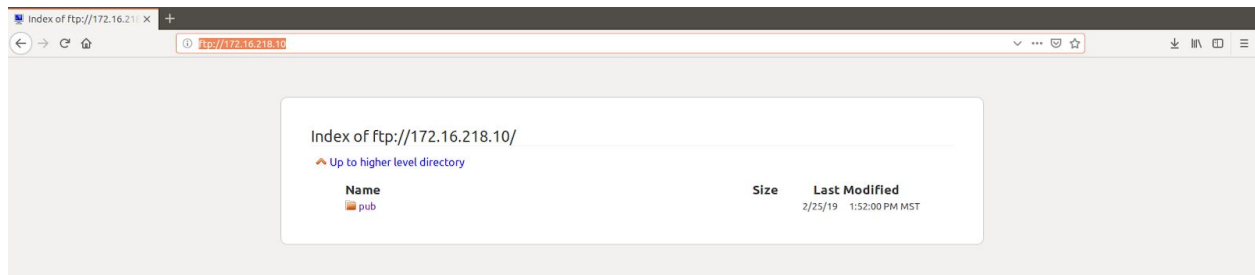 Index of ftp://172.16.21
ftp://172.16.218.10
Index of ftp://172.16.218.10/
Up to higher level directory
Name Size Last Modified
pub 2/25/19 1:52:00 PM MST